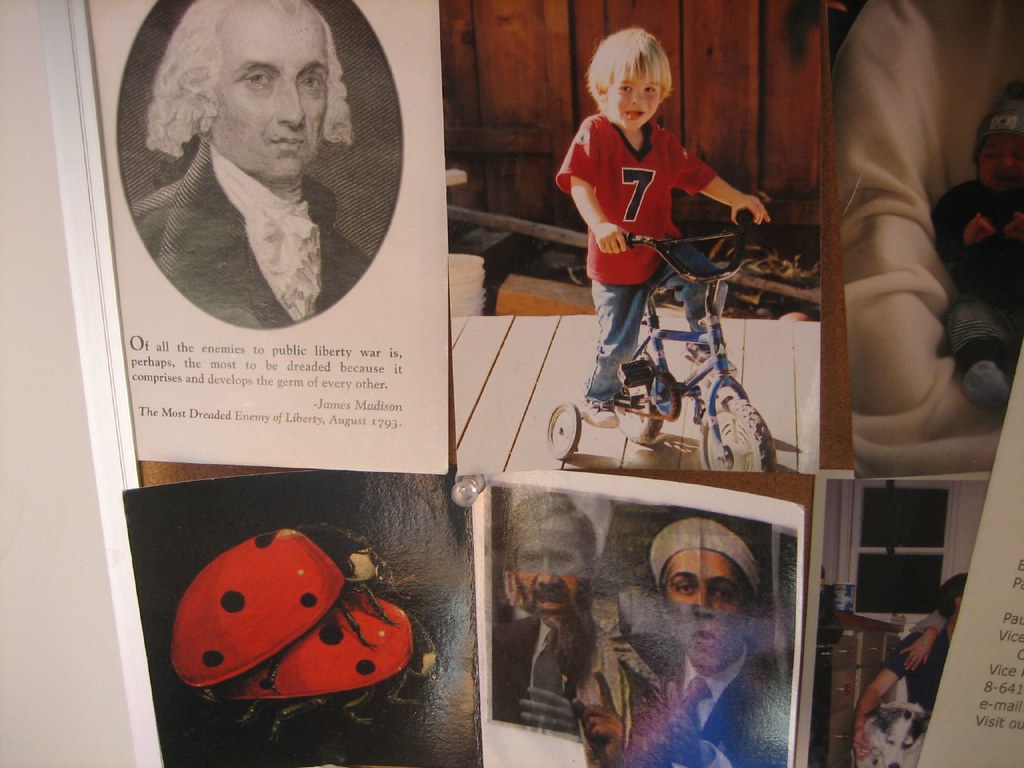 Of all the enemies to public liberty war is,
perhaps, the most to be dreaded because it
comprises and develops the germ of every other.
-James Madison
The Most Dreaded Enemy of Liberty, August 1793.
7
Pau
Vice
Vice
8-641
e-mail
Visit ou